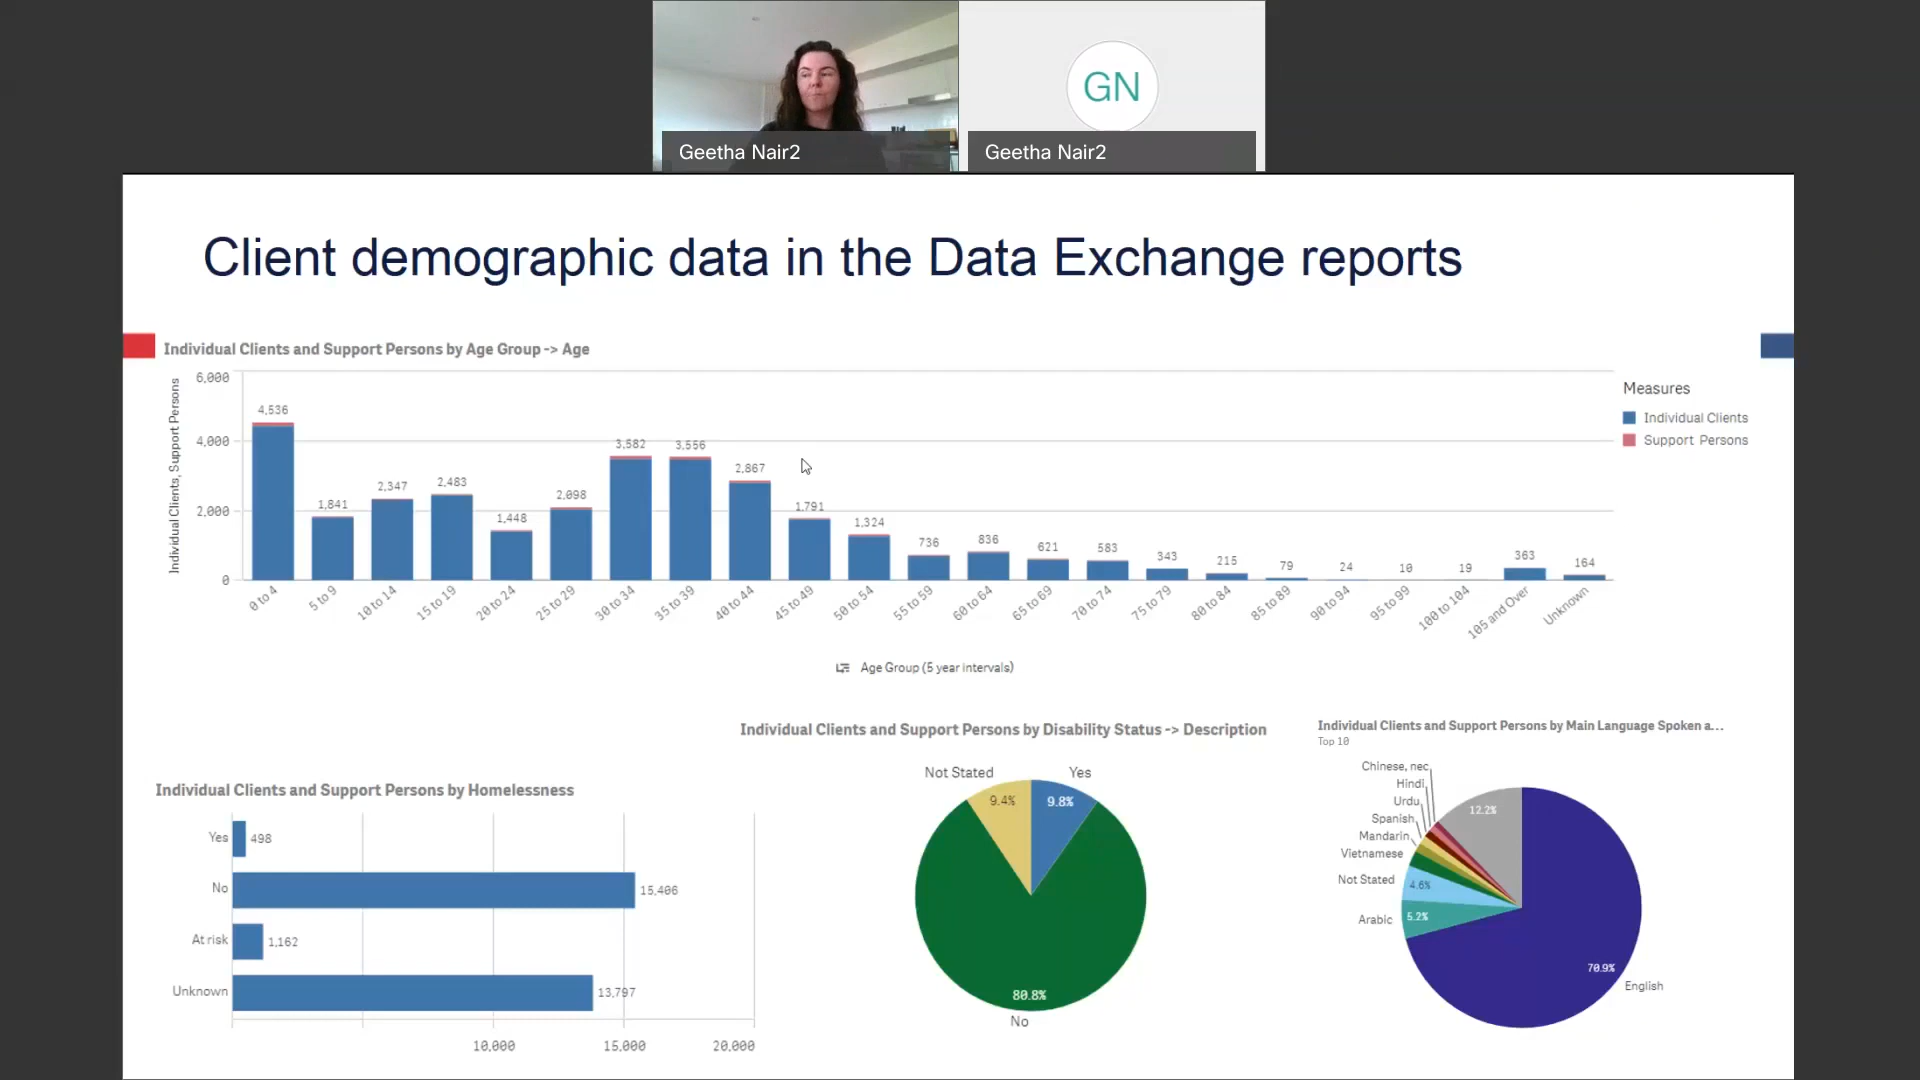 GN
Geetha Nair2
Geetha Nair2
Client demographic data in the Data Exchange reports
Individual Clients and Support Persons by Age Group -> Age
Individual Clients, Support Persons
6,000
4,000
2,000
0
4,536
1,841
2,347
2,483
1,448
2,098
3,582
3,556
2,867
1,791
1,324
736
836
621
583
343
215
79
24
10
19
363
164
0 to 4
5 to 9
10 to 14
15 to 19
20 to 24
25 to 29
30 to 34
35 to 39
40 to 44
45 to 49
50 to 54
55 to 59
60 to 64
65 to 69
70 to 74
75 to 79
80 to 84
85 to 89
90 to 94
95 to 99
100 to 104
105 and Over
Unknown
Age Group (5 year intervals)
Measures
Individual Clients
Support Persons
Individual Clients and Support Persons by Homelessness
Yes
498
No
15,406
At risk
1,162
Unknown
13,797
10,000
15,000
20,000
Individual Clients and Support Persons by Disability Status -> Description
Not Stated
Yes
9.4%
9.8%
80.8%
No
Individual Clients and Support Persons by Main Language Spoken a...
Top 10
Chinese, nec
Hindi
Urdu
Spanish
Mandarin
Vietnamese
Not Stated
Arabic
12.2%
4.6%
5.2%
70.9%
English